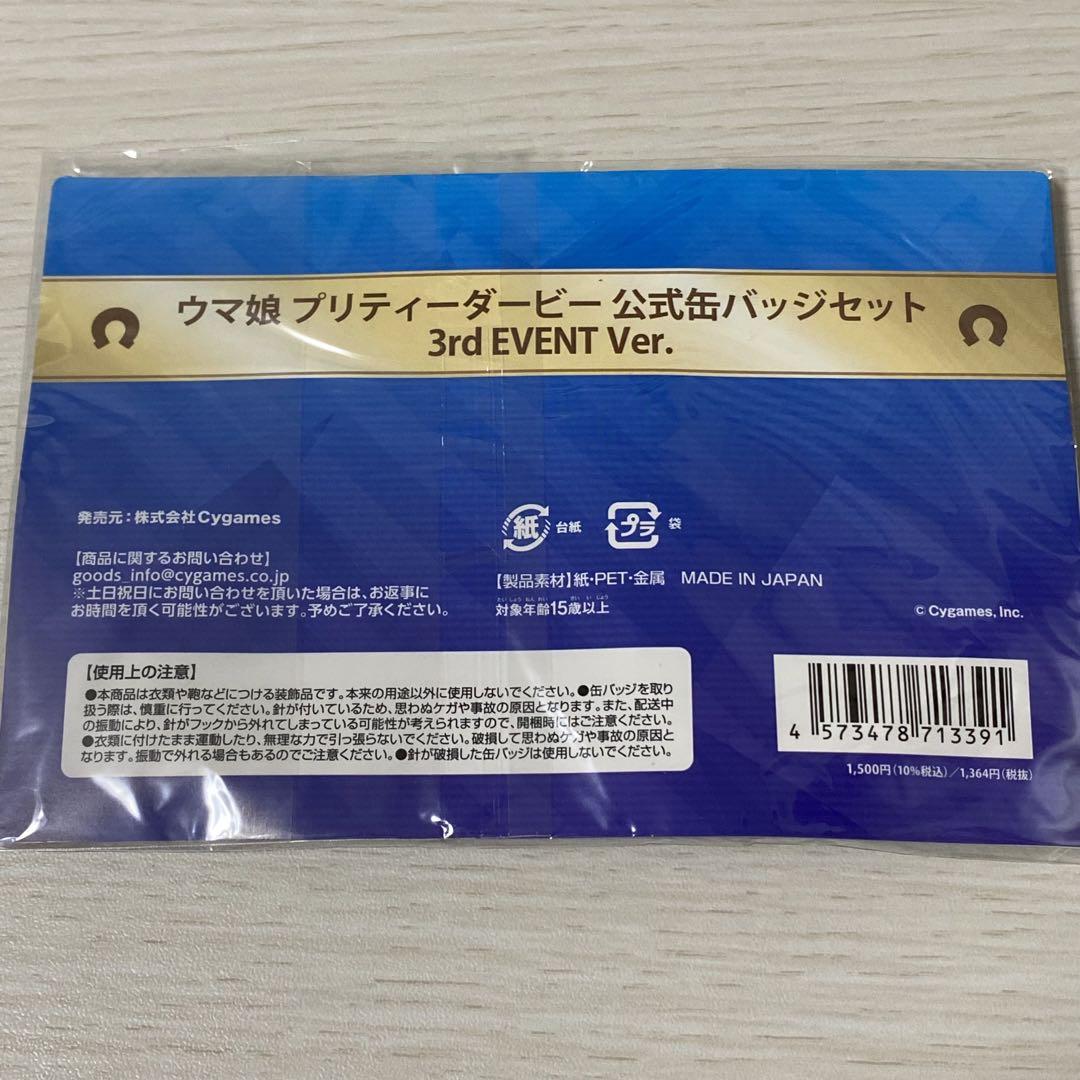 ウマ娘 プリティーダービー 公式缶バッジセット
3rd EVENT Ver.
発売元：株式会社Cygames
【商品に関するお問い合わせ】
goods_info@cygames.co.jp
※土日祝日にお問い合わせを頂いた場合は、お返事に
お時間を頂く可能性がございます。予めご了承ください。
紙 台紙 プラ 袋
【製品素材】紙・PET・金属 MADE IN JAPAN
たいしょうねんれい さいいじょう
対象年齢15歳以上
© Cygames, Inc.
【使用上の注意】
●本商品は衣類や鞄などにつける装飾品です。本来の用途以外に使用しないでください。●缶バッジを取り
扱う際は、慎重に行ってください。針が付いているため、思わぬケガや事故の原因となります。また、配送中
の振動により、針がフックから外れてしまっている可能性が考えられますので、開梱時にはご注意ください。
●衣類に付けたまま運動したり、無理な力で引っ張らないでください。破損して思わぬケガや事故の原因と
なります。振動で外れる場合もあるのでご注意ください。●針が破損した缶バッジは使用しないでください。
4 573478 713391
1,500円（10%税込）／1,364円（税抜）